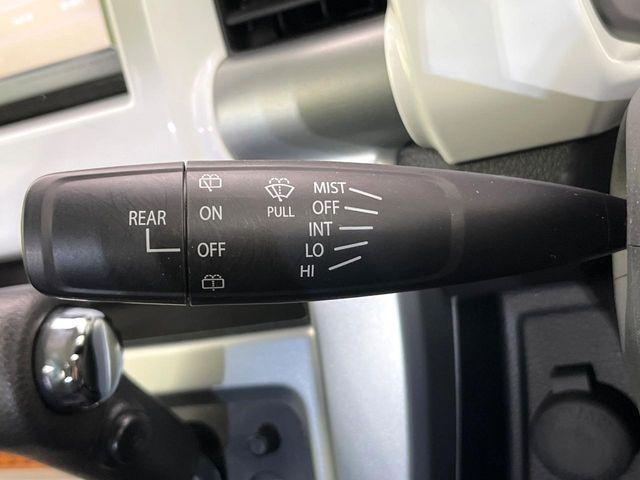 REAR
ON
OFF
PULL
MIST
OFF
INT
LO
HI